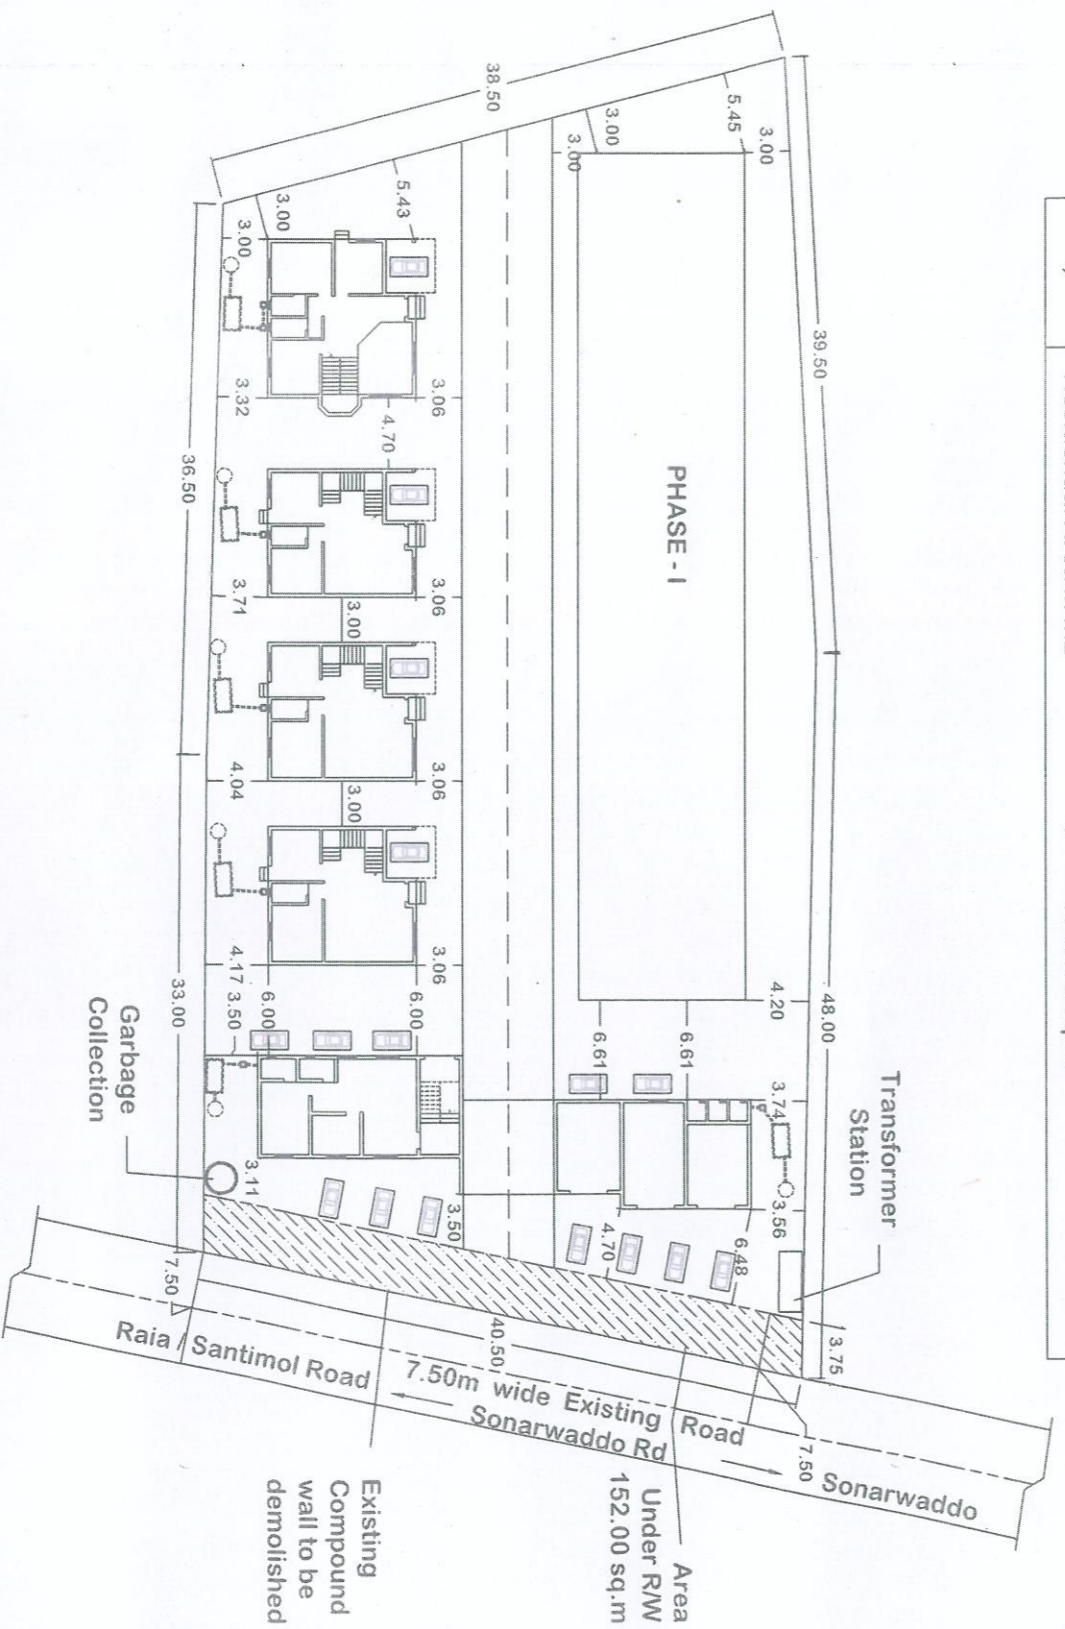 38.50
5.45
3.00
3.00
3.00
39.50
5.43
3.00
3.00
3.32
3.06
4.70
36.50
PHASE - I
3.71
3.06
3.00
4.04
3.06
3.00
4.17
3.06
33.00
3.50
6.00
6.00
6.61
6.61
4.20
48.00
3.74
Garbage
Collection
Transformer
Station
3.11
3.50
4.70
6.48
3.56
3.75
7.50
40.50
7.50
Raia / Santimol Road
7.50m wide Existing Road
Sonarwaddo Rd
Sonarwaddo
Existing
Compound
wall to be
demolished
Area
Under R/W
152.00 sq.m